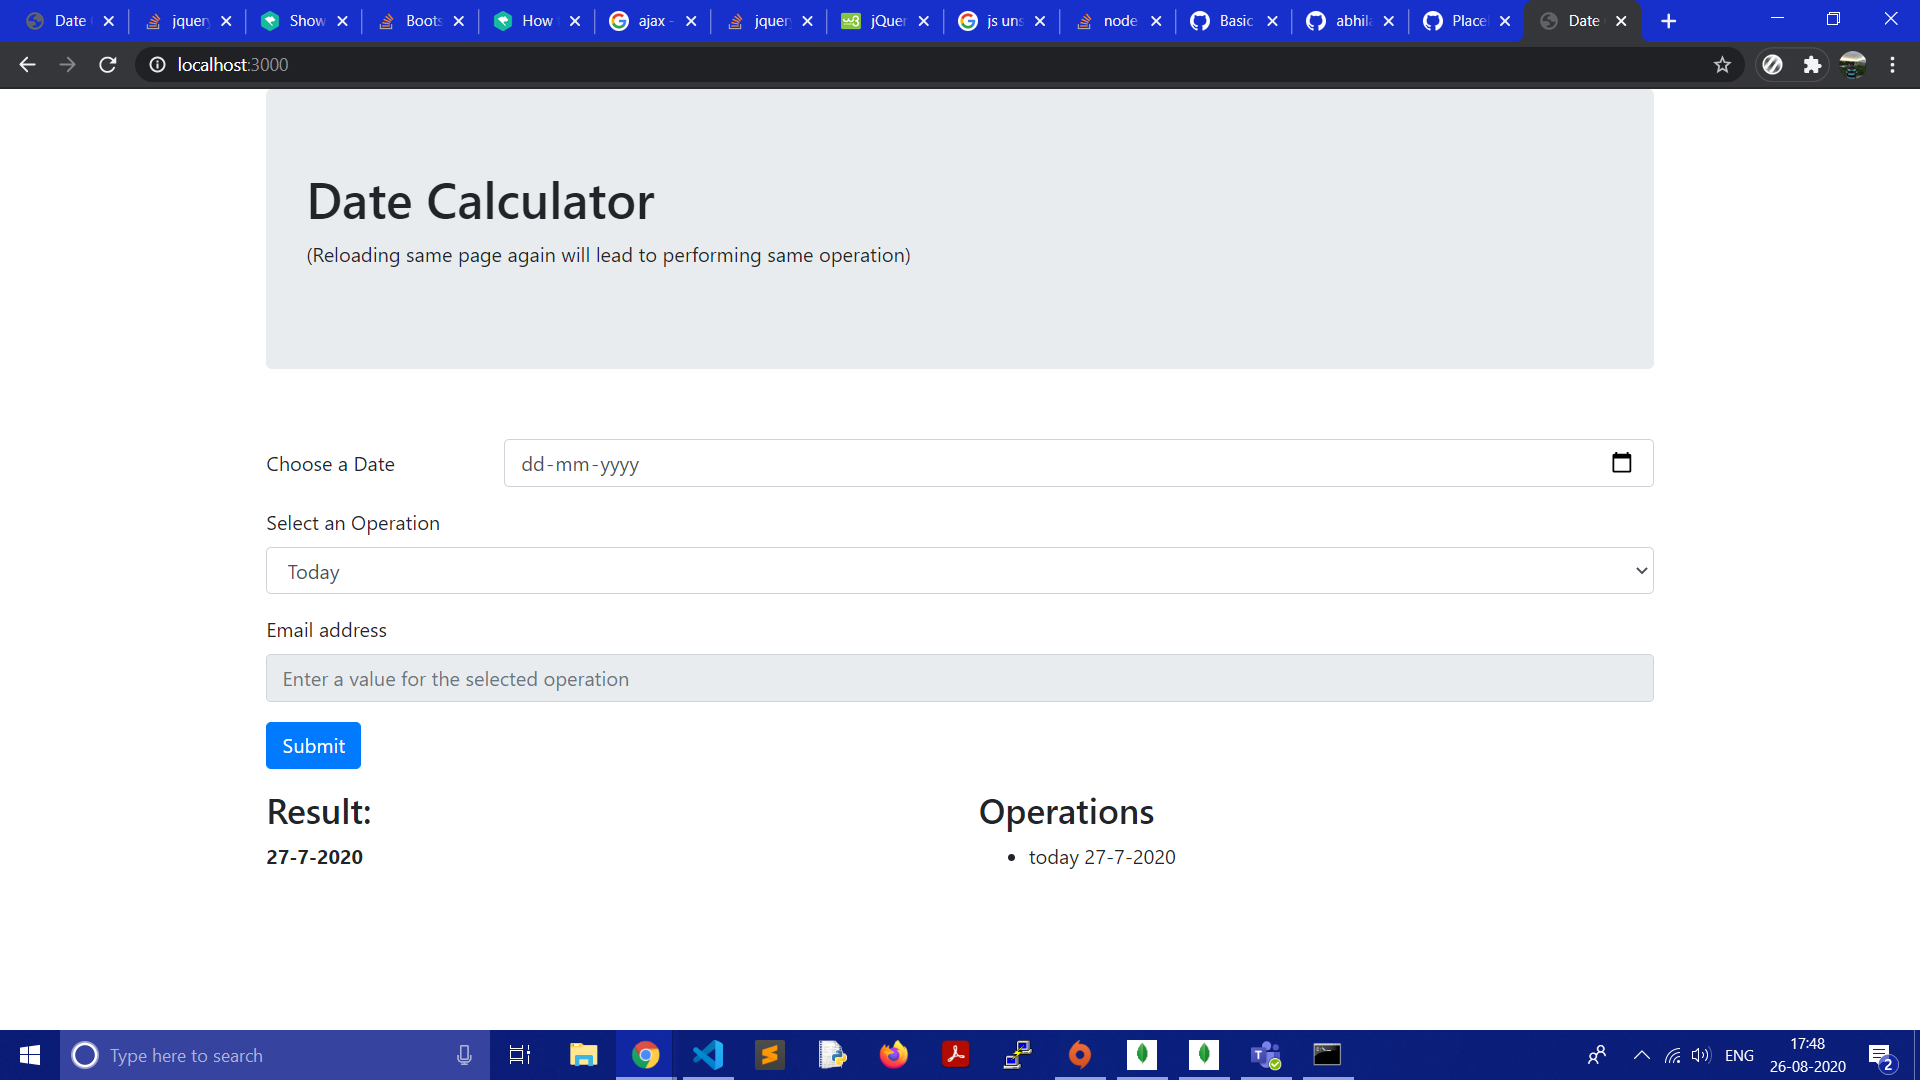 Date jquery Show Boots How ajax - jquery jQuer js uns node Basic abhil Place Date
localhost:3000
Date Calculator
(Reloading same page again will lead to performing same operation)
Choose a Date
dd-mm-yyyy
Select an Operation
Today
Email address
Enter a value for the selected operation
Submit
Result:
Operations
27-7-2020
today 27-7-2020
Type here to search
ENG
17:48
26-08-2020
2